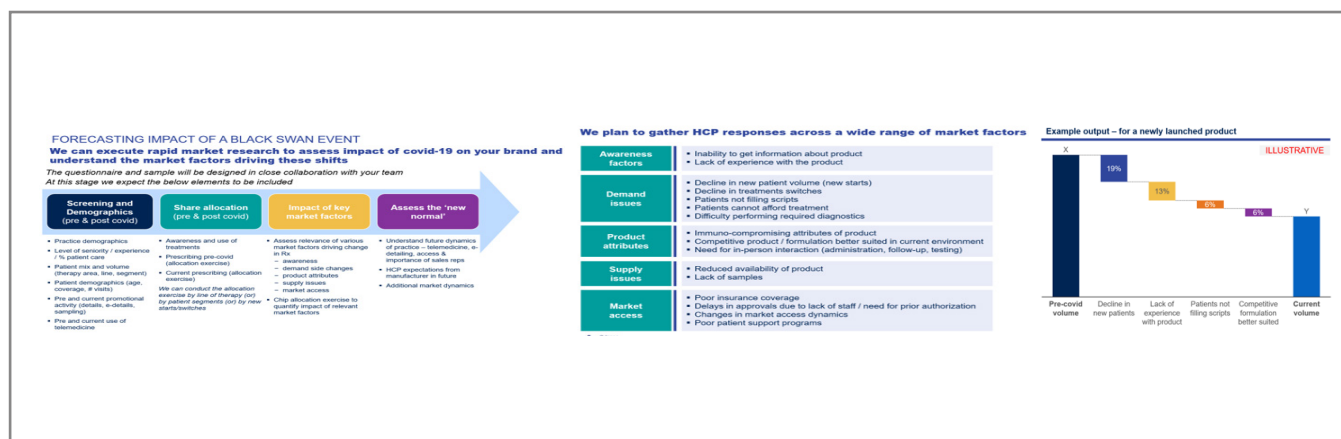 FORECASTING IMPACT OF A BLACK SWAN EVENT
We can execute rapid market research to assess impact of covid-19 on your brand and
understand the market factors driving these shifts
The questionnaire and sample will be designed in close collaboration with your team
At this stage we expect the below elements to be included
Screening and
Demographics
(pre & post covid)
• Practice demographics
• Level of seniority / experience
/ % patient care
• Patient mix and volume
(therapy area, line, segment)
• Patient demographics (age,
coverage, # visits)
• Pre and current promotional
activity (details, e-details,
sampling)
• Pre and current use of
telemedicine
Share allocation
(pre & post covid)
• Awareness and use of
treatments
• Prescribing pre-covid
(allocation exercise)
• Current prescribing (allocation
exercise)
We can conduct the allocation
exercise by line of therapy (or)
by patient segments (or) by new
starts/switches
Impact of key
market factors
• Assess relevance of various
market factors driving change
in Rx
– awareness
– demand side changes
– product attributes
– supply issues
– market access
• Chip allocation exercise to
quantify impact of relevant
market factors
Assess the ‘new
normal’
• Understand future dynamics
of practice – telemedicine, e-
detailing, access &
importance of sales reps
• HCP expectations from
manufacturer in future
• Additional market dynamics
We plan to gather HCP responses across a wide range of market factors
Awareness
factors
• Inability to get information about product
• Lack of experience with the product
Demand
issues
• Decline in new patient volume (new starts)
• Decline in treatments switches
• Patients not filling scripts
• Patients cannot afford treatment
• Difficulty performing required diagnostics
Product
attributes
• Immuno-compromising attributes of product
• Competitive product / formulation better suited in current environment
• Need for in-person interaction (administration, follow-up, testing)
Supply
issues
• Reduced availability of product
• Lack of samples
Market
access
• Poor insurance coverage
• Delays in approvals due to lack of staff / need for prior authorization
• Changes in market access dynamics
• Poor patient support programs
Example output – for a newly launched product
ILLUSTRATIVE
X
19%
13%
6%
6%
Y
Pre-covid
volume
Decline in
new patients
Lack of
experience
with product
Patients not
filling scripts
Competitive
formulation
better suited
Current
volume